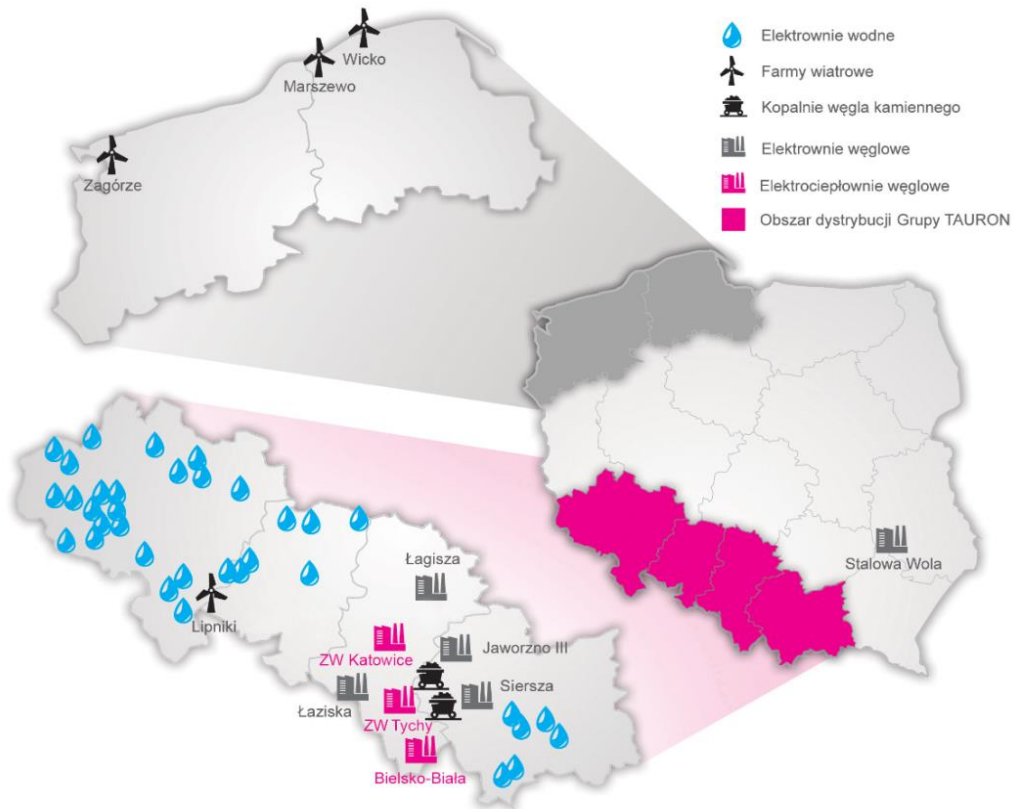 Elektrownie wodne
Farmy wiatrowe
Kopalnie węgla kamiennego
Elektrownie węglowe
Elektrociepłownie węglowe
Obszar dystrybucji Grupy TAURON
Wicko
Marszewo
Zagórze
Stalowa Wola
Łagisza
Lipniki
Jaworzno III
ZW Katowice
Siersza
Łaziska
ZW Tychy
Bielsko-Biała